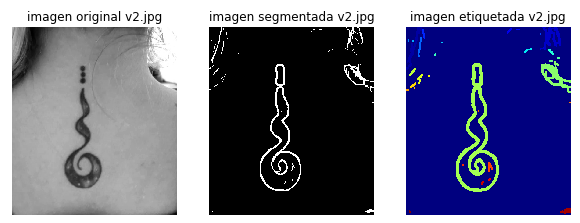 imagen original v2.jpg
imagen segmentada v2.jpg
imagen etiquetada v2.jpg